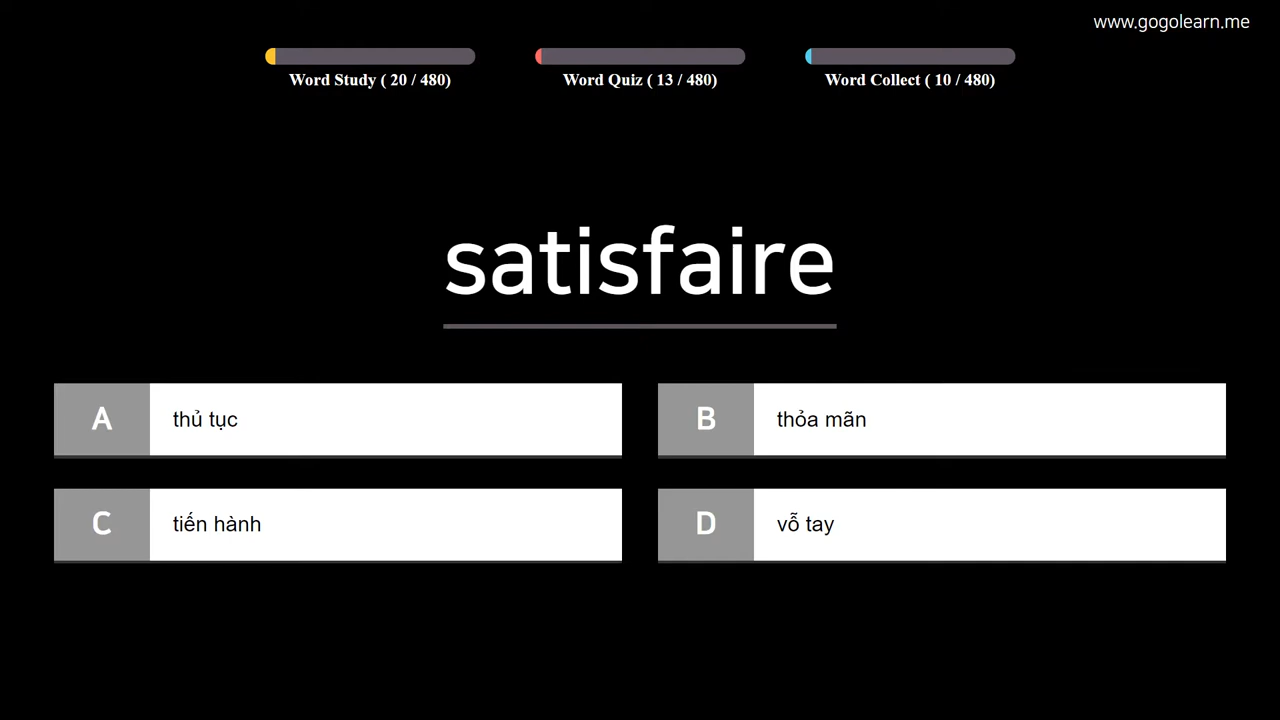 www.gogolearn.me
Word Study ( 20 / 480)
Word Quiz ( 13 / 480)
Word Collect ( 10 / 480)
satisfaire
A thủ tục
B thỏa mãn
C tiến hành
D vỗ tay